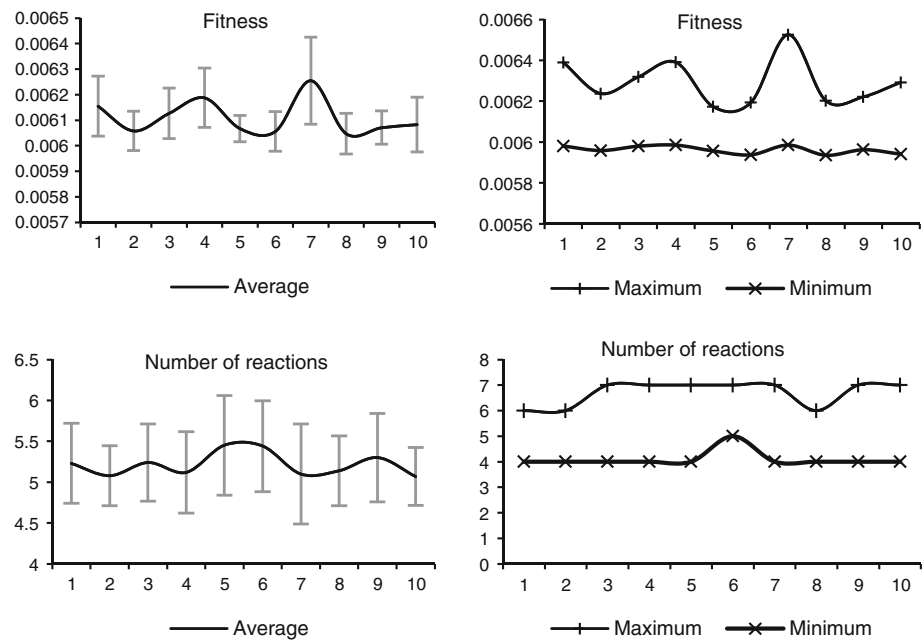 Fitness
0.0065
0.0064
0.0063
0.0062
0.0061
0.006
0.0059
0.0058
0.0057
1 2 3 4 5 6 7 8 9 10
Average
Fitness
0.0066
0.0064
0.0062
0.006
0.0058
0.0056
1 2 3 4 5 6 7 8 9 10
Maximum Minimum
Number of reactions
6.5
6
5.5
5
4.5
4
1 2 3 4 5 6 7 8 9 10
Average
Number of reactions
8
7
6
5
4
3
2
1
0
1 2 3 4 5 6 7 8 9 10
Maximum Minimum